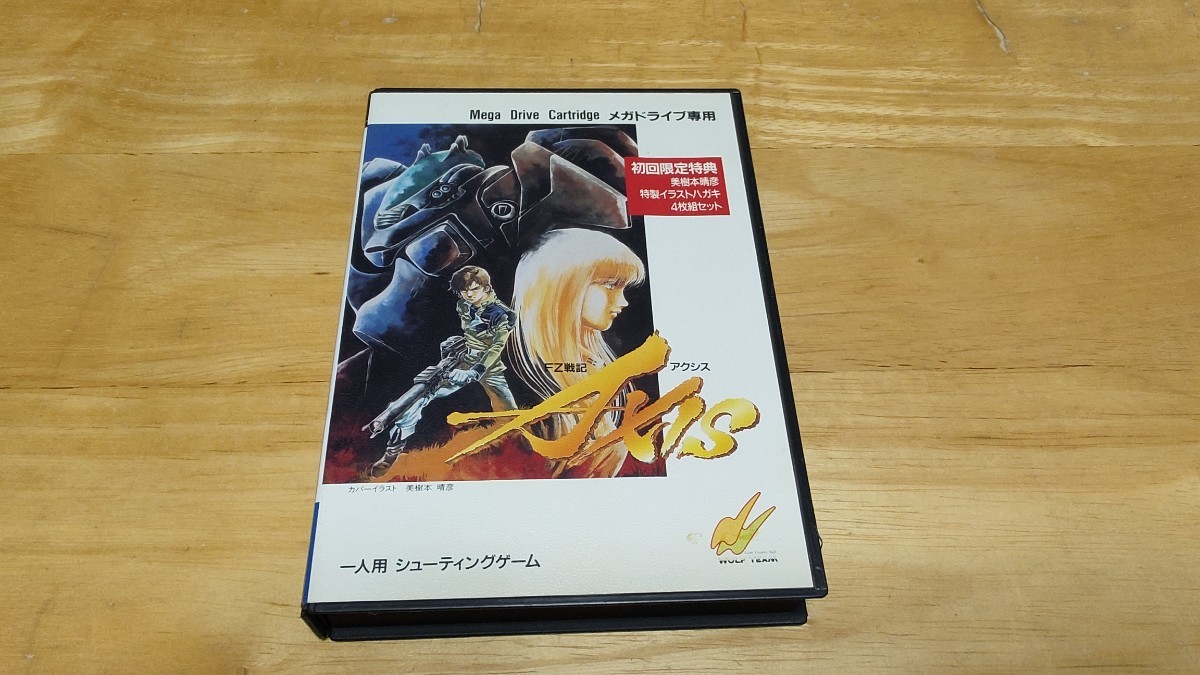 Mega Drive Cartridge メガドライブ専用
初回限定特典
美樹本晴彦
特製イラストハガキ
4枚組セット
17
FZ戦記 アクシス
AXIS
カバーイラスト 美樹本 晴彦
一人用 シューティングゲーム
WOLF TEAM